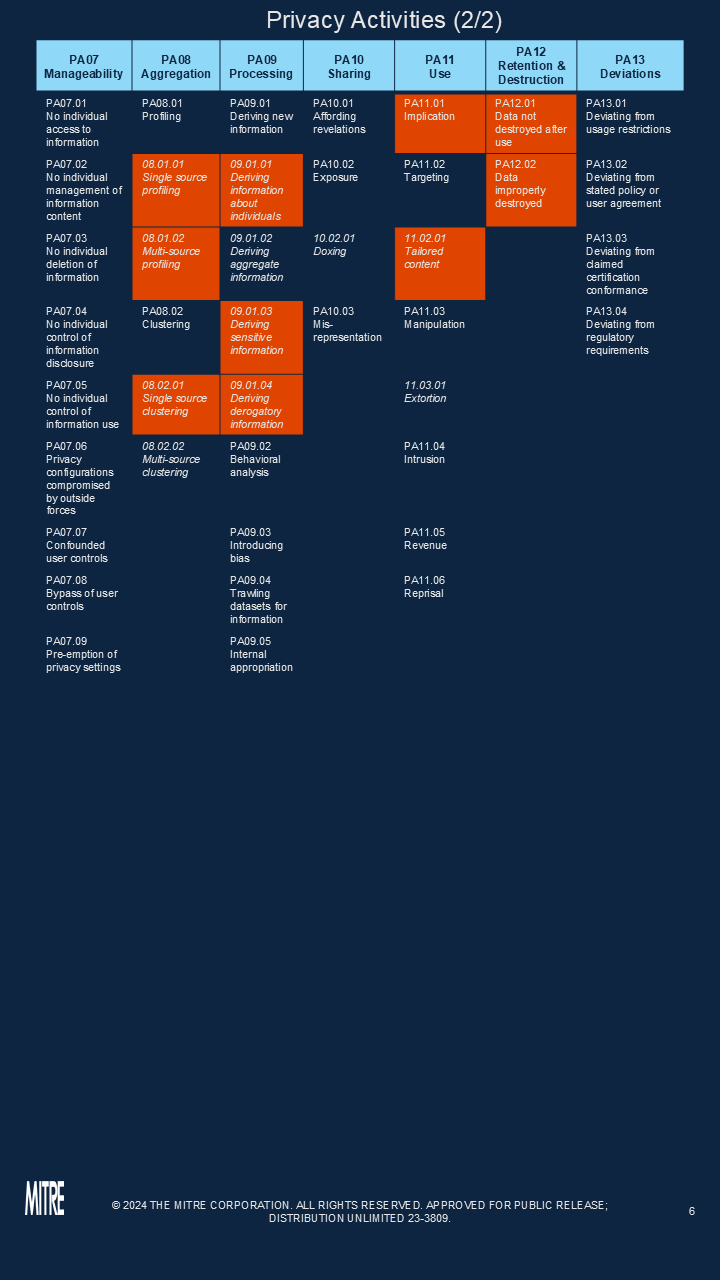 Privacy Activities (2/2)
PA07
Manageability
PA08
Aggregation
PA09
Processing
PA10
Sharing
PA11
Use
PA12
Retention &
Destruction
PA13
Deviations
PA07.01
No individual
access to
information
PA08.01
Profiling
PA09.01
Deriving new
information
PA10.01
Affording
revelations
PA11.01
Implication
PA12.01
Data not
destroyed after
use
PA13.01
Deviating from
usage restrictions
PA07.02
No individual
management of
information
content
08.01.01
Single source
profiling
09.01.01
Deriving
information
about
individuals
PA10.02
Exposure
PA11.02
Targeting
PA12.02
Data
improperly
destroyed
PA13.02
Deviating from
stated policy or
user agreement
PA07.03
No individual
deletion of
information
08.01.02
Multi-source
profiling
09.01.02
Deriving
aggregate
information
10.02.01
Doxing
11.02.01
Tailored
content
PA13.03
Deviating from
claimed
certification
conformance
PA07.04
No individual
control of
information
disclosure
PA08.02
Clustering
09.01.03
Deriving
sensitive
information
PA10.03
Mis-
representation
PA11.03
Manipulation
PA13.04
Deviating from
regulatory
requirements
PA07.05
No individual
control of
information use
08.02.01
Single source
clustering
09.01.04
Deriving
derogatory
information
11.03.01
Extortion
PA07.06
Privacy
configurations
compromised
by outside
forces
08.02.02
Multi-source
clustering
PA09.02
Behavioral
analysis
PA11.04
Intrusion
PA07.07
Confounded
user controls
PA09.03
Introducing
bias
PA11.05
Revenue
PA07.08
Bypass of user
controls
PA09.04
Trawling
datasets for
information
PA11.06
Reprisal
PA07.09
Pre-emption of
privacy settings
PA09.05
Internal
appropriation
MITRE
© 2024 THE MITRE CORPORATION. ALL RIGHTS RESERVED. APPROVED FOR PUBLIC RELEASE;
DISTRIBUTION UNLIMITED 23-3809.
6